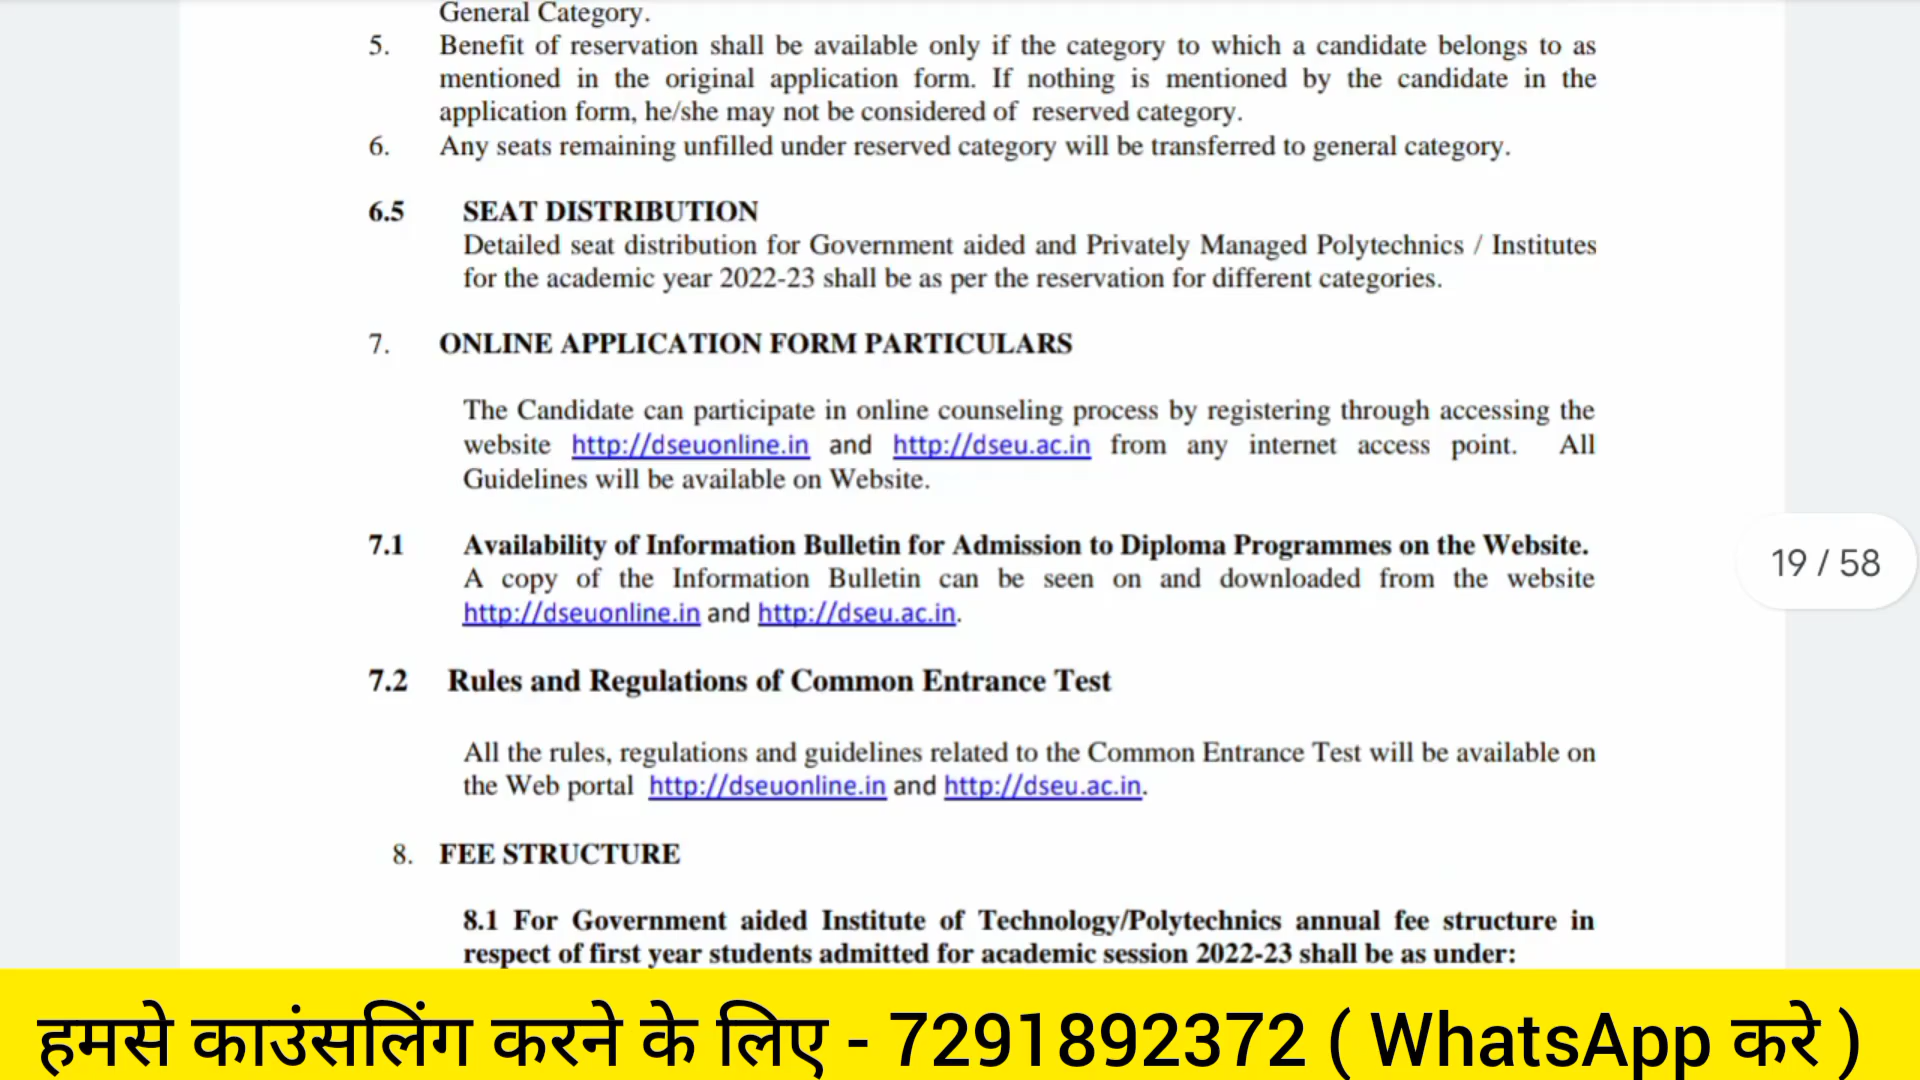 General Category.
5. Benefit of reservation shall be available only if the category to which a candidate belongs to as
mentioned in the original application form. If nothing is mentioned by the candidate in the
application form, he/she may not be considered of reserved category.
6. Any seats remaining unfilled under reserved category will be transferred to general category.
6.5 SEAT DISTRIBUTION
Detailed seat distribution for Government aided and Privately Managed Polytechnics / Institutes
for the academic year 2022-23 shall be as per the reservation for different categories.
7. ONLINE APPLICATION FORM PARTICULARS
The Candidate can participate in online counseling process by registering through accessing the
website http://dseuonline.in and http://dseu.ac.in from any internet access point. All
Guidelines will be available on Website.
7.1 Availability of Information Bulletin for Admission to Diploma Programmes on the Website.
A copy of the Information Bulletin can be seen on and downloaded from the website
http://dseuonline.in and http://dseu.ac.in.
19 / 58
7.2 Rules and Regulations of Common Entrance Test
All the rules, regulations and guidelines related to the Common Entrance Test will be available on
the Web portal http://dseuonline.in and http://dseu.ac.in.
8. FEE STRUCTURE
8.1 For Government aided Institute of Technology/Polytechnics annual fee structure in
respect of first year students admitted for academic session 2022-23 shall be as under:
हमसे काउंसलिंग करने के लिए - 7291892372 ( WhatsApp करे )